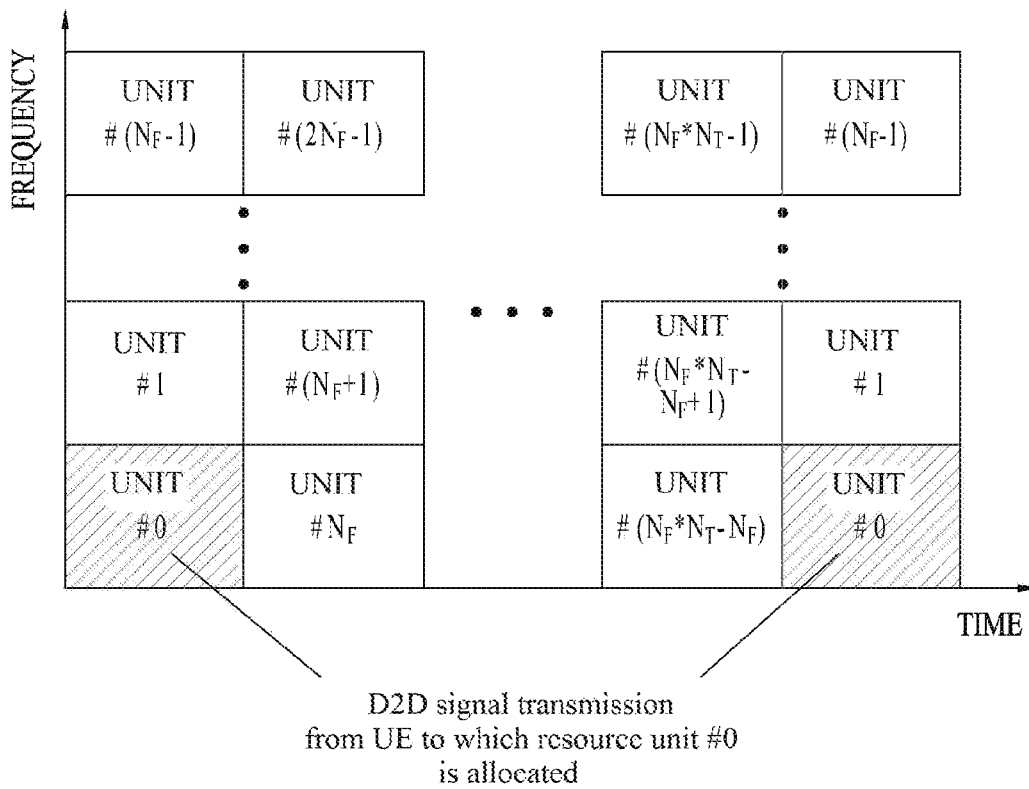 FREQUENCY
UNIT
#(N_F-1)
UNIT
#(2N_F-1)
UNIT
#(N_F*N_T-1)
UNIT
#(N_F-1)
UNIT
#1
UNIT
#(N_F+1)
UNIT
#(N_F*N_T-
N_F+1)
UNIT
#1
UNIT
#0
UNIT
#N_F
UNIT
#(N_F*N_T-N_F)
UNIT
#0
TIME
D2D signal transmission
from UE to which resource unit #0
is allocated